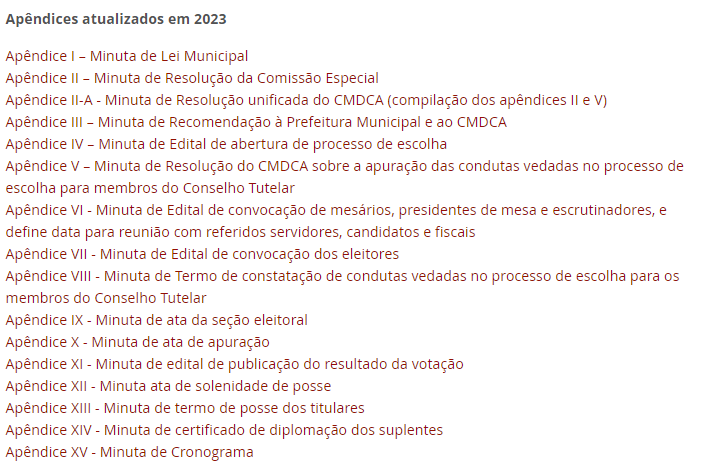 Apêndices atualizados em 2023
Apêndice I – Minuta de Lei Municipal
Apêndice II – Minuta de Resolução da Comissão Especial
Apêndice II-A - Minuta de Resolução unificada do CMDCA (compilação dos apêndices II e V)
Apêndice III – Minuta de Recomendação à Prefeitura Municipal e ao CMDCA
Apêndice IV – Minuta de Edital de abertura de processo de escolha
Apêndice V – Minuta de Resolução do CMDCA sobre a apuração das condutas vedadas no processo de
escolha para membros do Conselho Tutelar
Apêndice VI - Minuta de Edital de convocação de mesários, presidentes de mesa e escrutinadores, e
define data para reunião com referidos servidores, candidatos e fiscais
Apêndice VII - Minuta de Edital de convocação dos eleitores
Apêndice VIII - Minuta de Termo de constatação de condutas vedadas no processo de escolha para os
membros do Conselho Tutelar
Apêndice IX - Minuta de ata da seção eleitoral
Apêndice X - Minuta de ata de apuração
Apêndice XI - Minuta de edital de publicação do resultado da votação
Apêndice XII - Minuta ata de solenidade de posse
Apêndice XIII - Minuta de termo de posse dos titulares
Apêndice XIV - Minuta de certificado de diplomação dos suplentes
Apêndice XV - Minuta de Cronograma